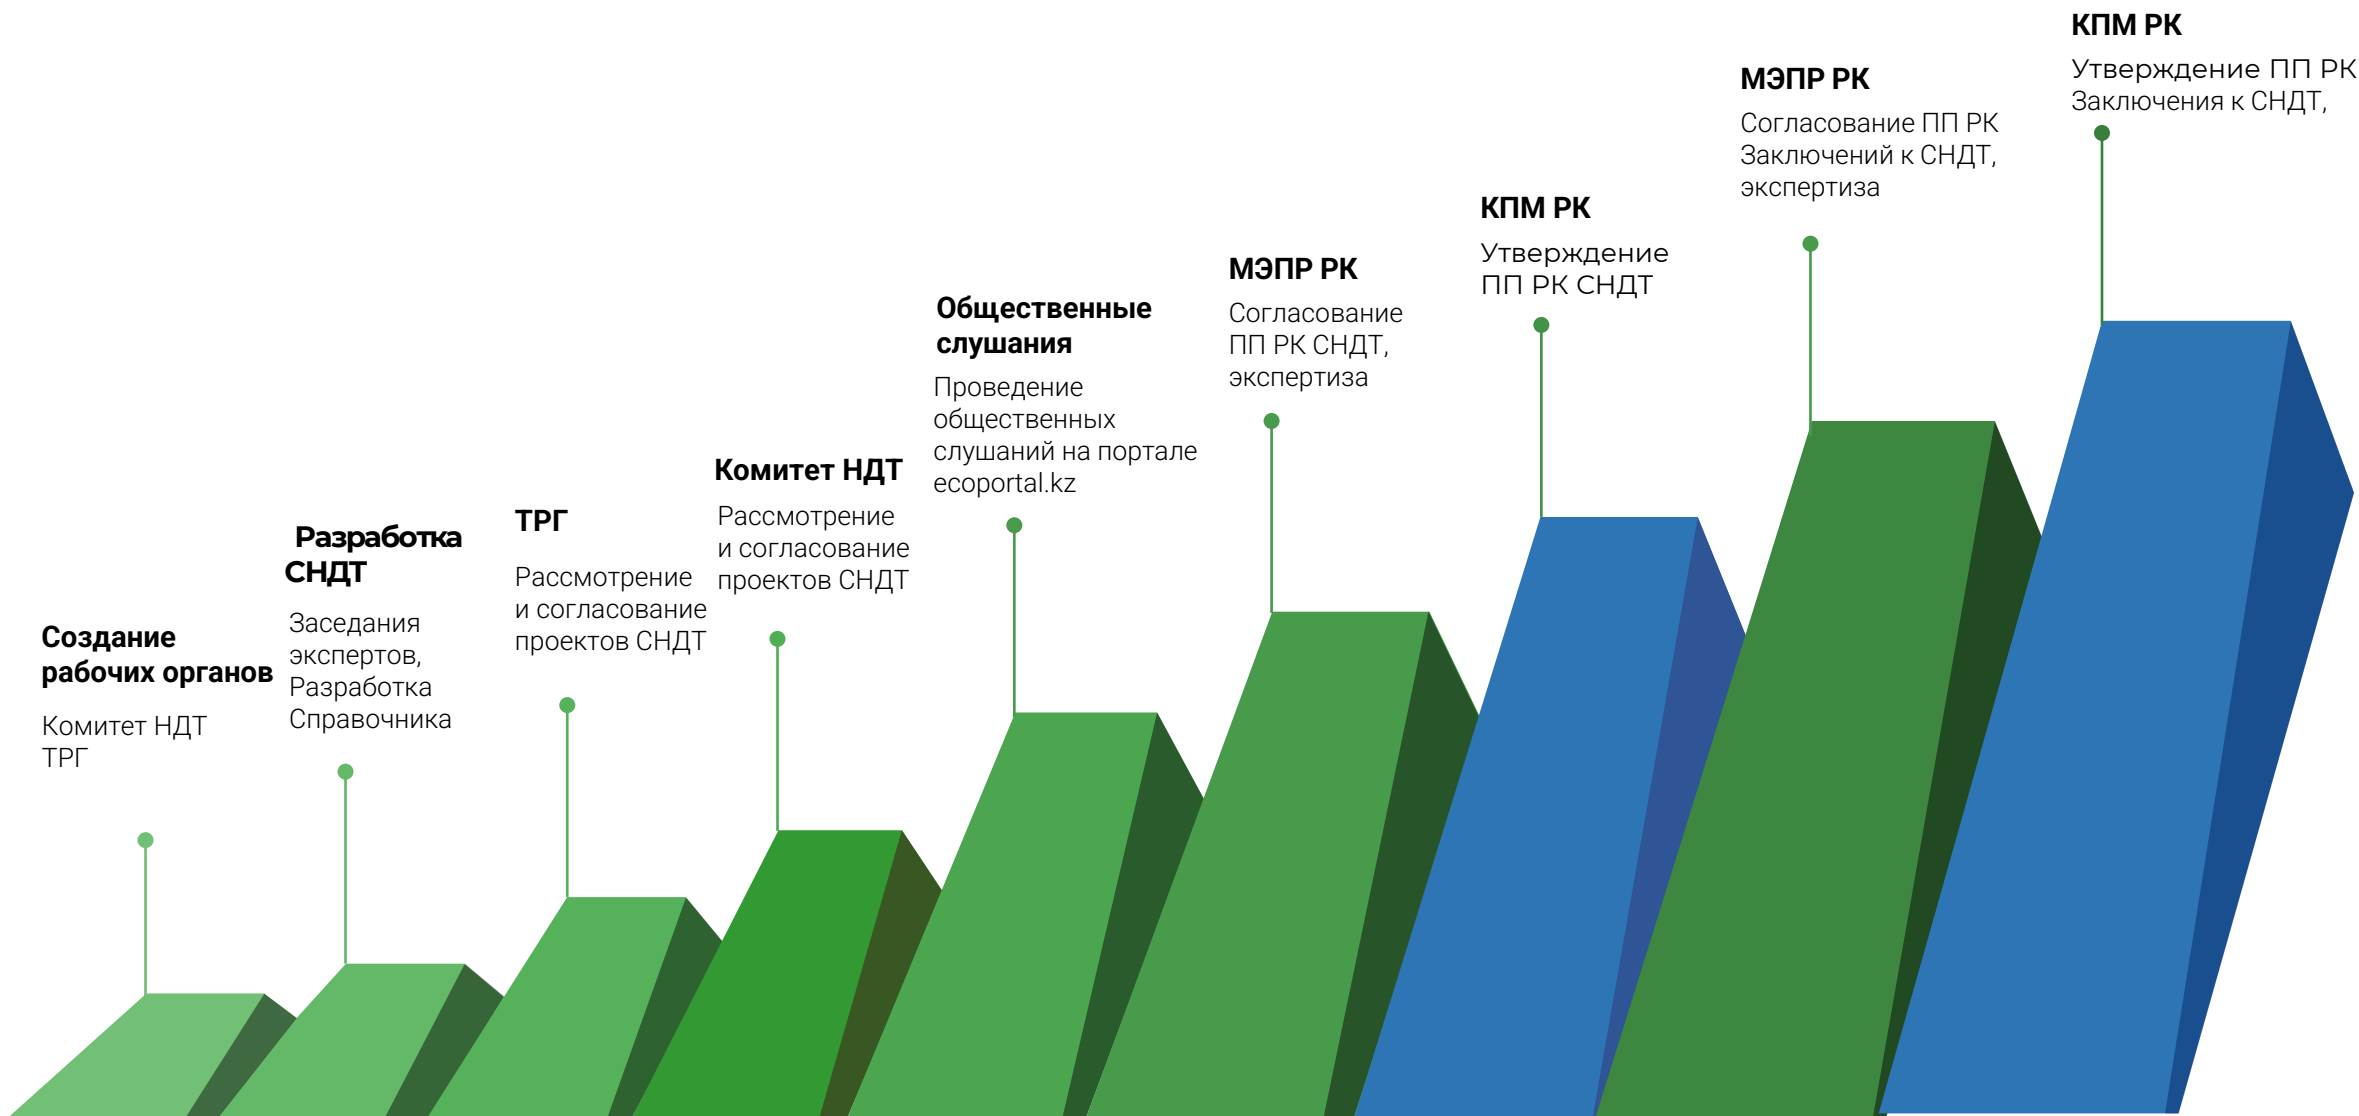 Создание
рабочих органов
Комитет НДТ
ТРГ
Разработка
СНДТ
Заседания
экспертов,
Разработка
Справочника
ТРГ
Рассмотрение
и согласование
проектов СНДТ
Комитет НДТ
Рассмотрение
и согласование
проектов СНДТ
Общественные
слушания
Проведение
общественных
слушаний на портале
ecoportal.kz
МЭПР РК
Согласование
ПП РК СНДТ,
экспертиза
КПМ РК
Утверждение
ПП РК СНДТ
МЭПР РК
Согласование ПП РК
Заключений к СНДТ,
экспертиза
КПМ РК
Утверждение ПП РК
Заключения к СНДТ,